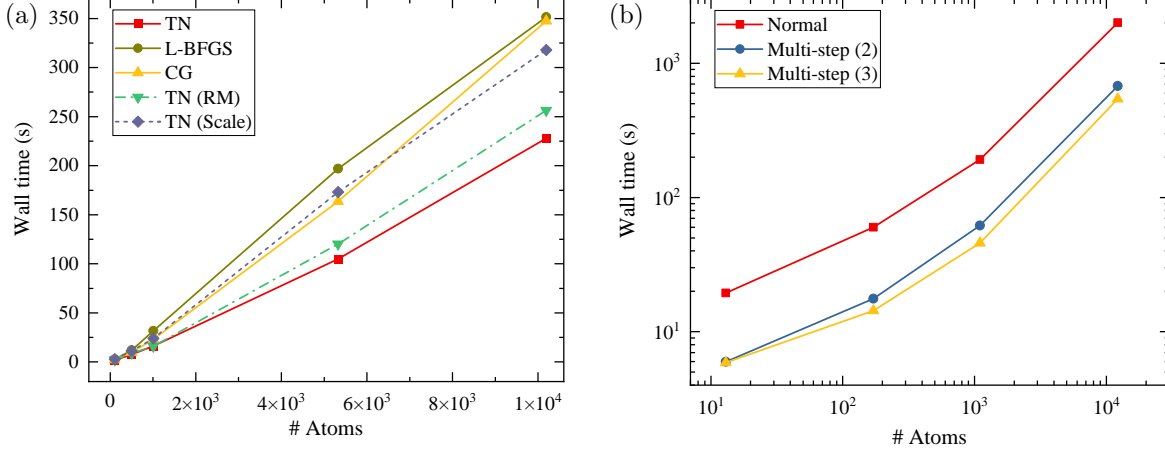 (a)
TN
L-BFGS
CG
TN (RM)
TN (Scale)
350
300
250
200
150
100
50
0
Wall time (s)
0
2×10³
4×10³
6×10³
8×10³
1×10⁴
# Atoms
(b)
Normal
Multi-step (2)
Multi-step (3)
10³
10²
10¹
Wall time (s)
10¹
10²
10³
10⁴
# Atoms